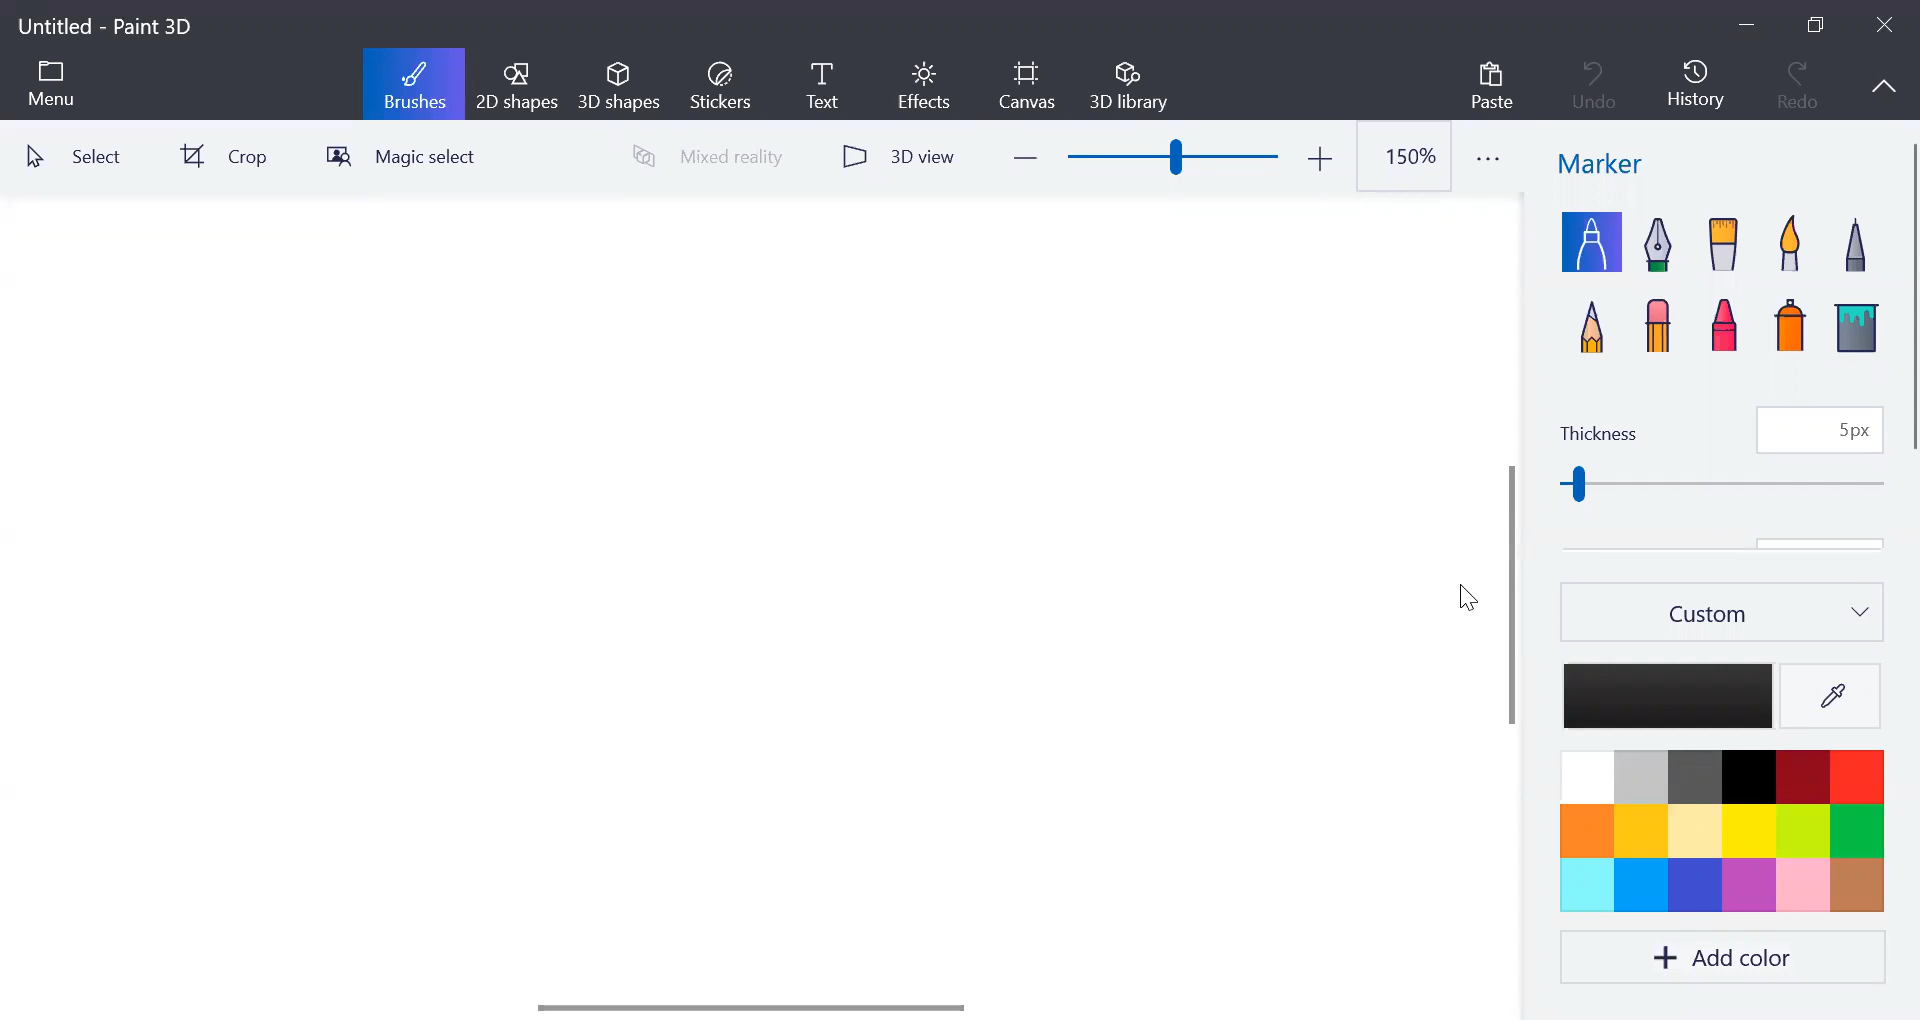 Untitled - Paint 3D
Menu
Brushes
2D shapes
3D shapes
Stickers
Text
Effects
Canvas
3D library
Paste
Undo
History
Redo
Select
Crop
Magic select
Mixed reality
3D view
150%
Marker
Thickness
5px
Custom
Add color